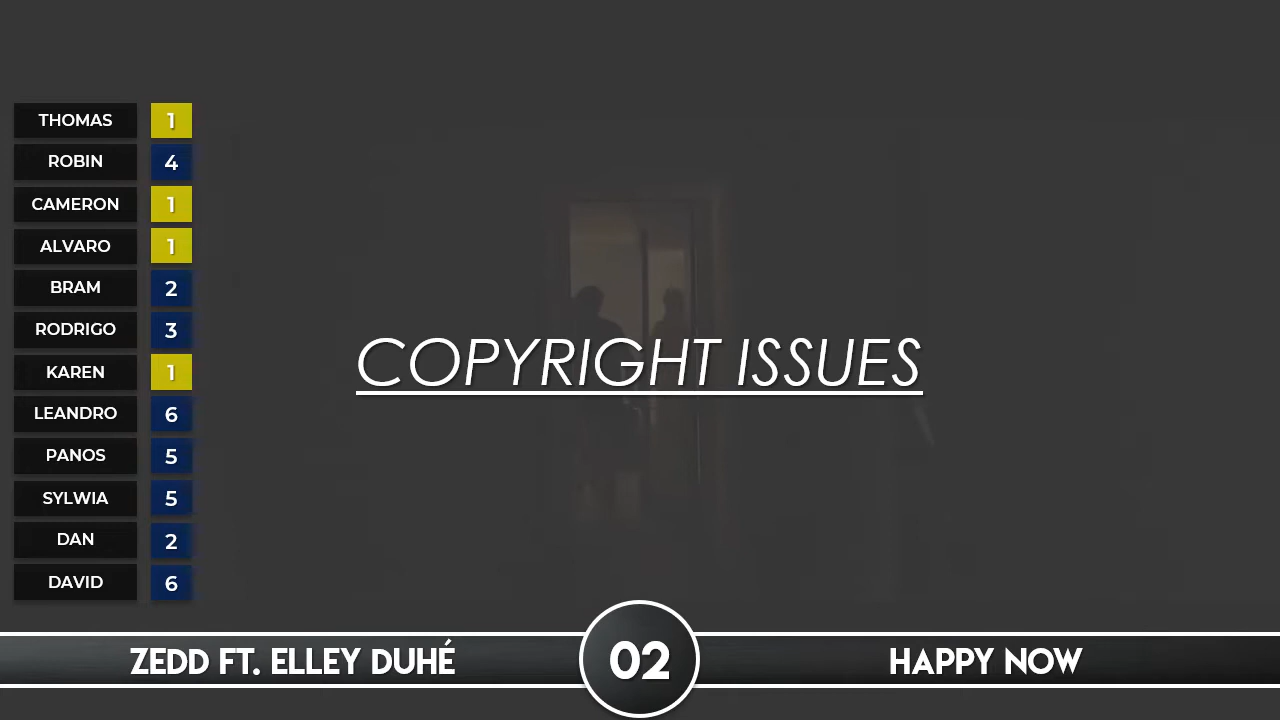 THOMAS 1
ROBIN 4
CAMERON 1
ALVARO 1
BRAM 2
RODRIGO 3
KAREN 1
LEANDRO 6
PANOS 5
SYLWIA 5
DAN 2
DAVID 6
COPYRIGHT ISSUES
ZEDD FT. ELLEY DUHÉ 02 HAPPY NOW